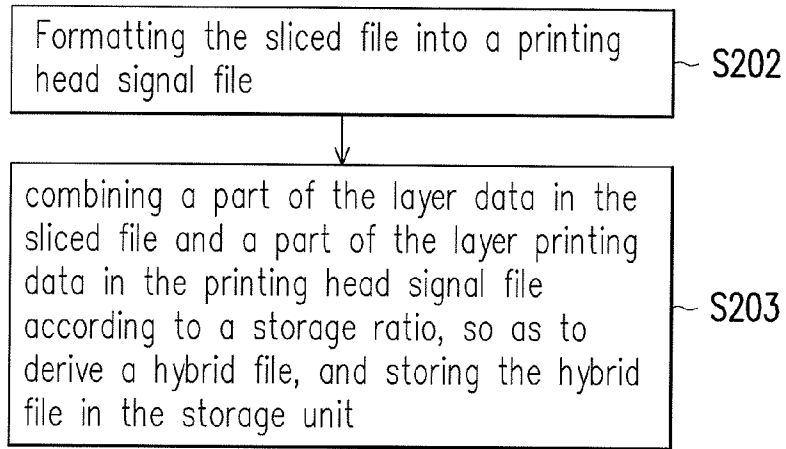 Formatting the sliced file into a printing
head signal file
S202
combining a part of the layer data in the
sliced file and a part of the layer printing
data in the printing head signal file
according to a storage ratio, so as to
derive a hybrid file, and storing the hybrid
file in the storage unit
S203